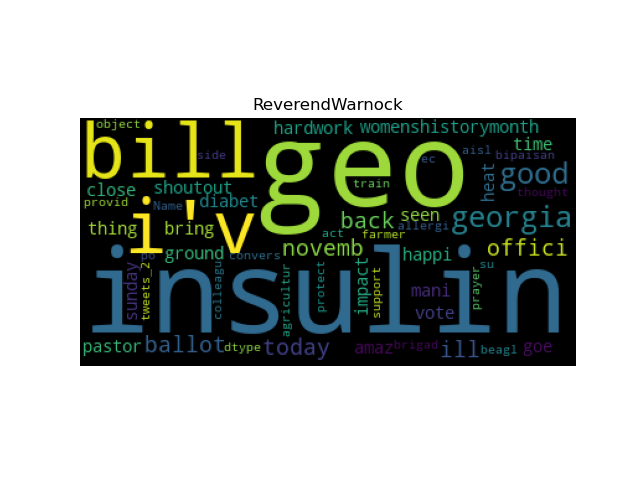 ReverendWarnock
object
hardwork womenshistorymonth
bill
geo
side
aisl
time
ec
bipaisan
close
shoutout
train
heat
good
thought
provid
Name
diabet
i'v
back
seen
allergi
georgia
thing
bring
act
farmer
novemb
offici
ground
po
convers
happi
su
insulin
sunday
tweets_2
colleagu
agricultur
protect
impact
support
mani
vote
prayer
pastor
ballot
dtype
today
amaz
brigad
ill
beagl
goe